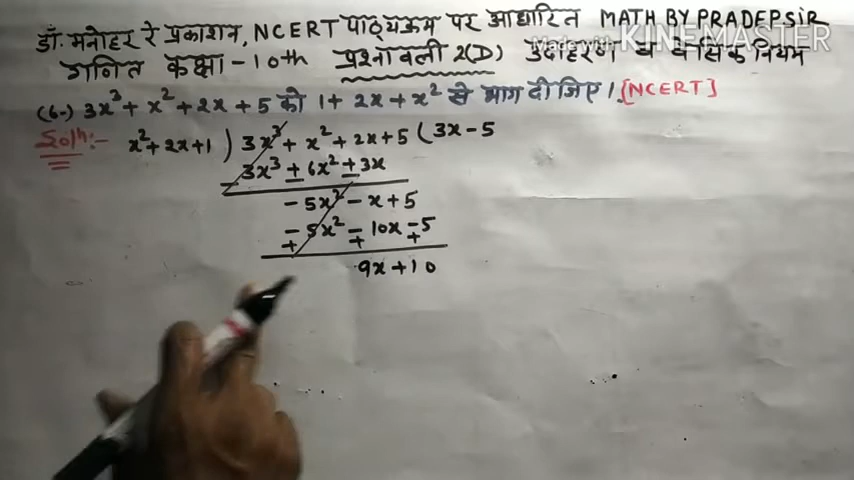 डॉ. मनोहर रे प्रकाशन, NCERT पाठ्यक्रम पर आधारित MATH BY PRADEEP SIR
Made with KINEMASTER
गणित कक्षा - 10th प्रश्नावली 2(D) उदाहरण व बेसिक नियम
(6-) 3x³ + x² + 2x + 5 को 1 + 2x + x² से भाग दीजिए। [NCERT]
Solⁿ:- x² + 2x + 1 ) 3x³ + x² + 2x + 5 ( 3x - 5
3x³ + 6x² + 3x
- - -
- 5x² - x + 5
- 5x² - 10x - 5
+ + +
9x + 10